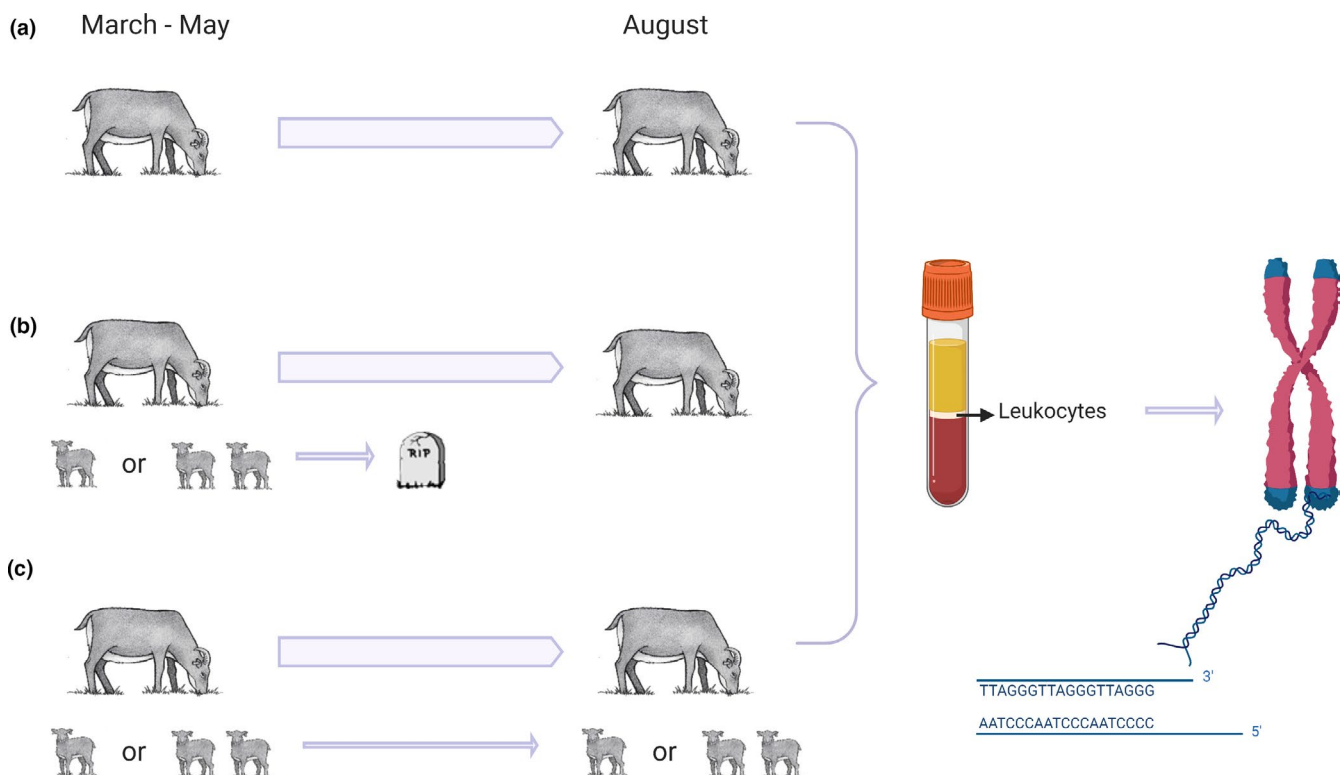 (a) March - May August
(b)
or
RIP
Leukocytes
(c)
or or
3'
TTAGGGTTAGGGTTAGGG
AATCCCAATCCCAATCCCC
5'